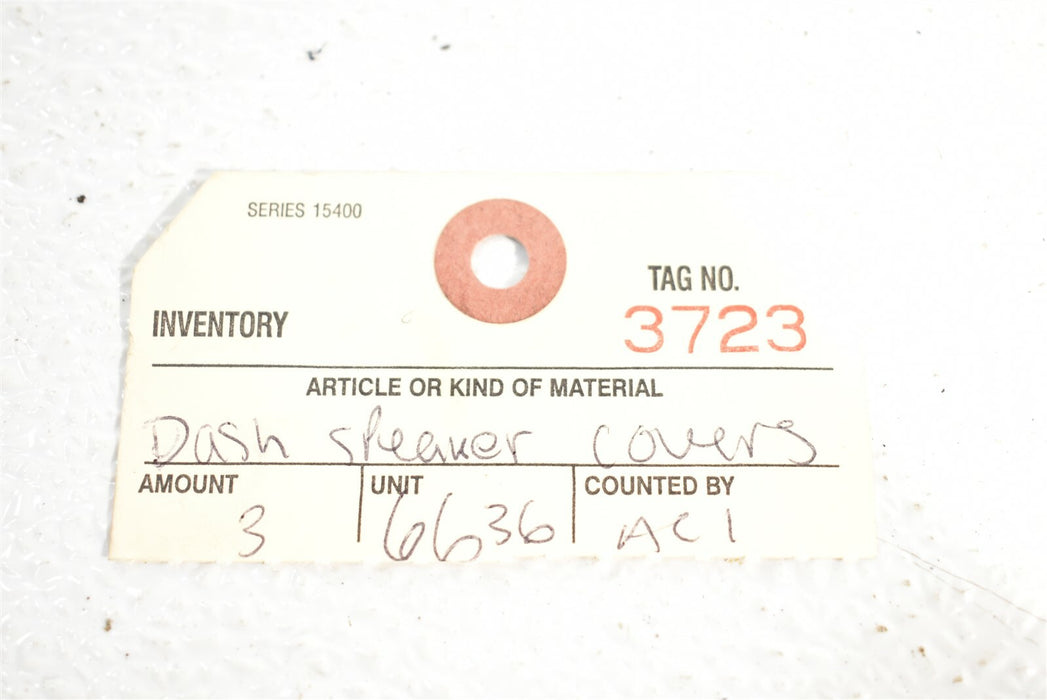 SERIES 15400
TAG NO.
INVENTORY
3723
ARTICLE OR KIND OF MATERIAL
Dash speaker covers
AMOUNT UNIT COUNTED BY
3 6636 AC1